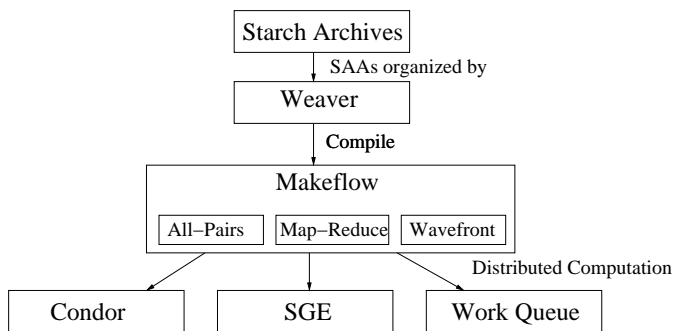 Starch Archives
SAAs organized by
Weaver
Compile
Makeflow
All−Pairs
Map−Reduce
Wavefront
Distributed Computation
Condor
SGE
Work Queue